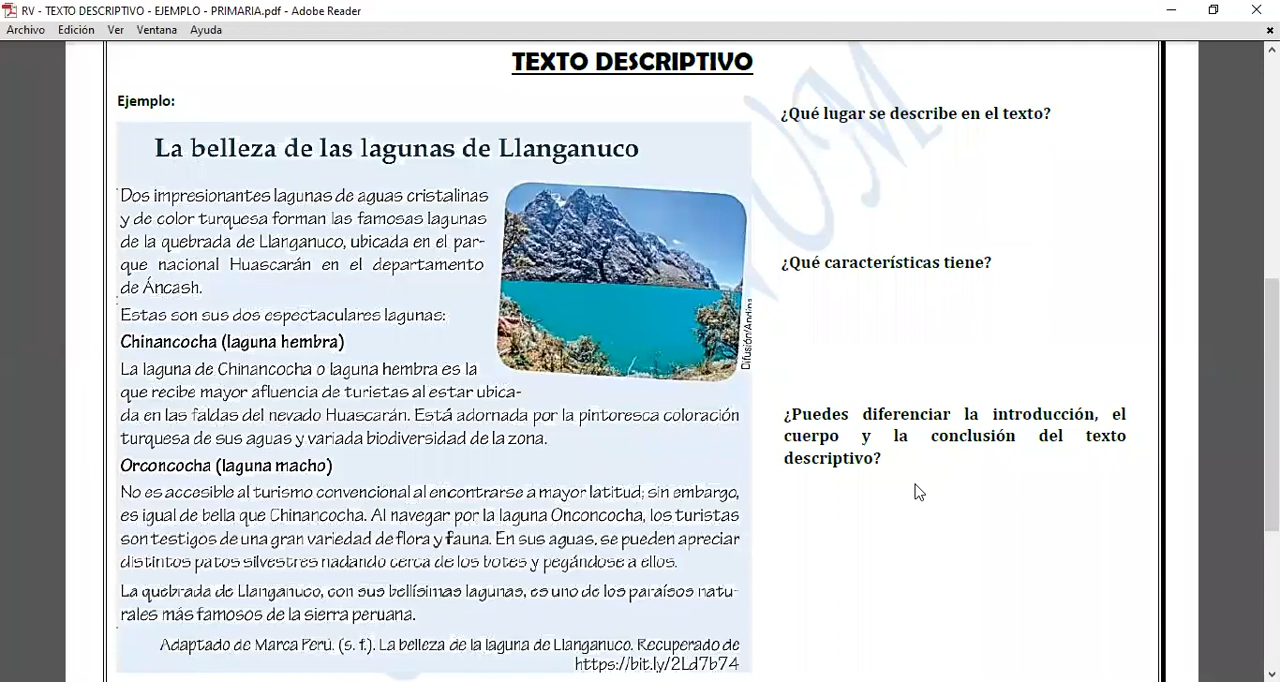 RV - TEXTO DESCRIPTIVO - EJEMPLO - PRIMARIA.pdf - Adobe Reader
Archivo Edición Ver Ventana Ayuda
TEXTO DESCRIPTIVO
Ejemplo:
La belleza de las lagunas de Llanganuco
Dos impresionantes lagunas de aguas cristalinas
y de color turquesa forman las famosas lagunas
de la quebrada de Llanganuco, ubicada en el par-
que nacional Huascarán en el departamento
de Áncash.
Estas son sus dos espectaculares lagunas:
Chinancocha (laguna hembra)
La laguna de Chinancocha o laguna hembra es la
que recibe mayor afluencia de turistas al estar ubica-
da en las faldas del nevado Huascarán. Está adornada por la pintoresca coloración
turquesa de sus aguas y variada biodiversidad de la zona.
Orconcocha (laguna macho)
No es accesible al turismo convencional al encontrarse a mayor latitud; sin embargo,
es igual de bella que Chinancocha. Al navegar por la laguna Onconcocha, los turistas
son testigos de una gran variedad de flora y fauna. En sus aguas, se pueden apreciar
distintos patos silvestres nadando cerca de los botes y pegándose a ellos.
La quebrada de Llanganuco, con sus bellísimas lagunas, es uno de los paraísos natu-
rales más famosos de la sierra peruana.
Adaptado de Marca Perú. (s. f.). La belleza de la laguna de Llanganuco. Recuperado de
https://bit.ly/2Ld7b74
Difusión/Andina
¿Qué lugar se describe en el texto?
¿Qué características tiene?
¿Puedes diferenciar la introducción, el
cuerpo y la conclusión del texto
descriptivo?